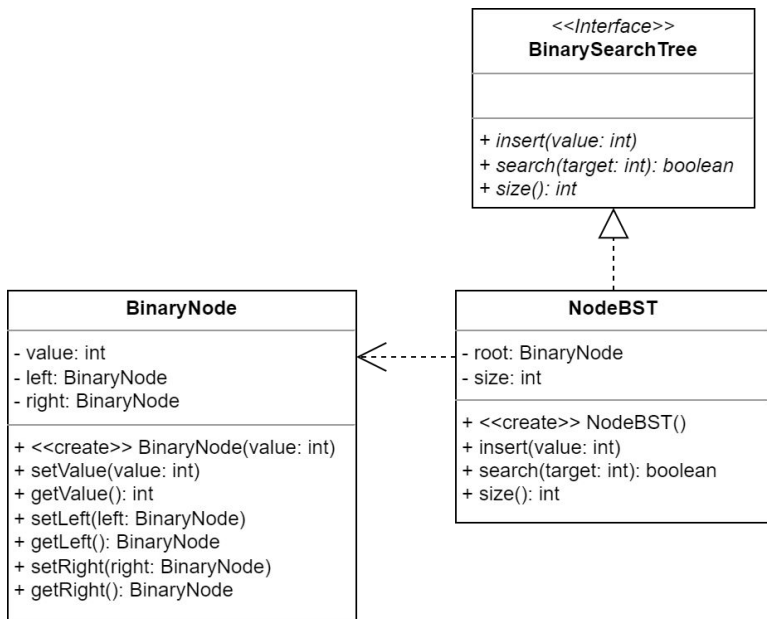 <<Interface>>
BinarySearchTree
+ insert(value: int)
+ search(target: int): boolean
+ size(): int
BinaryNode
- value: int
- left: BinaryNode
- right: BinaryNode
+ <<create>> BinaryNode(value: int)
+ setValue(value: int)
+ getValue(): int
+ setLeft(left: BinaryNode)
+ getLeft(): BinaryNode
+ setRight(right: BinaryNode)
+ getRight(): BinaryNode
NodeBST
- root: BinaryNode
- size: int
+ <<create>> NodeBST()
+ insert(value: int)
+ search(target: int): boolean
+ size(): int